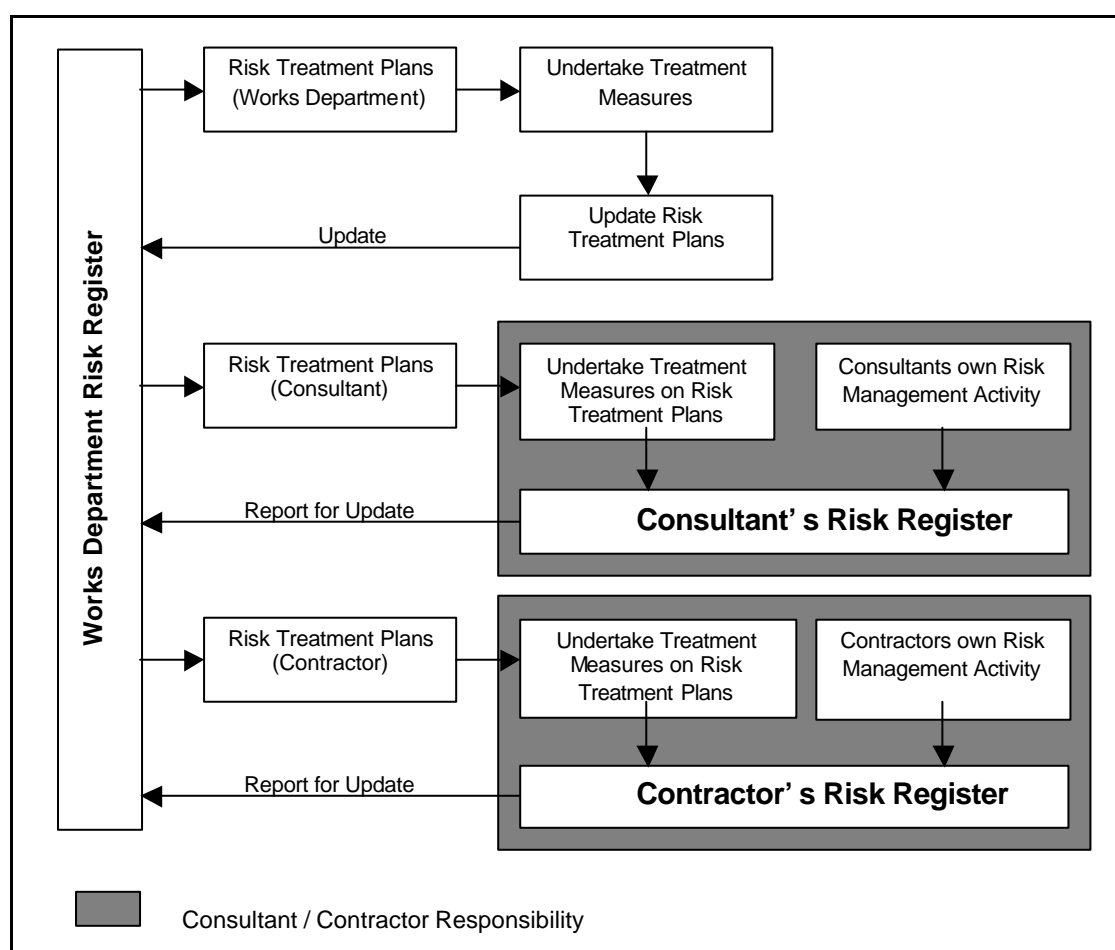 Works Department Risk Register
Risk Treatment Plans
(Works Department)
Undertake Treatment
Measures
Update Risk
Treatment Plans
Update
Risk Treatment Plans
(Consultant)
Undertake Treatment
Measures on Risk
Treatment Plans
Consultants own Risk
Management Activity
Report for Update
Consultant’ s Risk Register
Risk Treatment Plans
(Contractor)
Undertake Treatment
Measures on Risk
Treatment Plans
Contractors own Risk
Management Activity
Report for Update
Contractor’ s Risk Register
Consultant / Contractor Responsibility